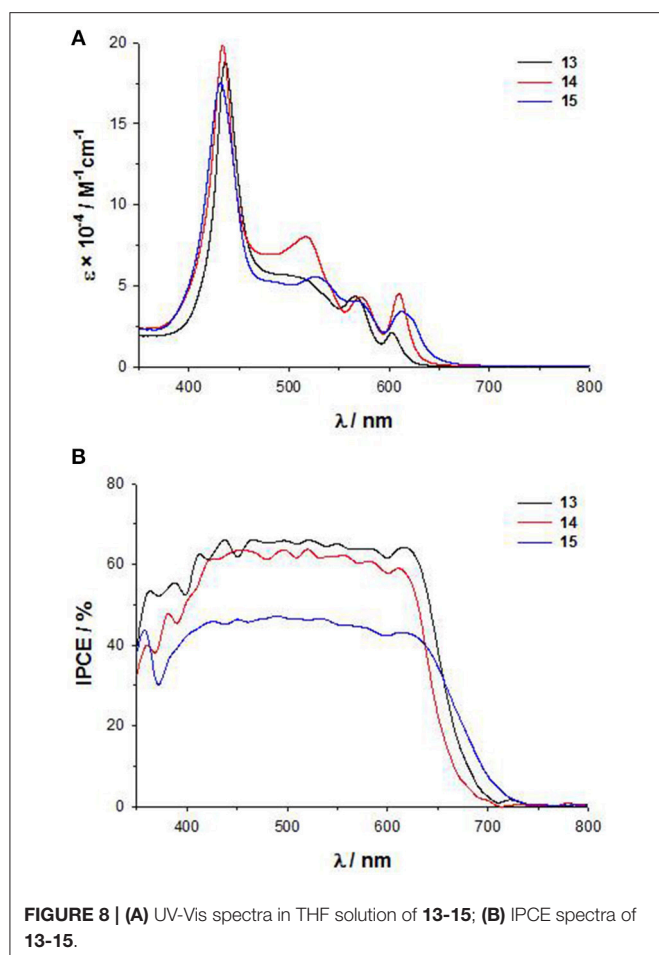 A
20
15
10
5
0
ε × 10⁻⁴ / M⁻¹cm⁻¹
13
14
15
400 500 600 700 800
λ / nm
B
80
60
40
20
0
IPCE / %
13
14
15
400 500 600 700 800
λ / nm
FIGURE 8 | (A) UV-Vis spectra in THF solution of 13-15; (B) IPCE spectra of
13-15.